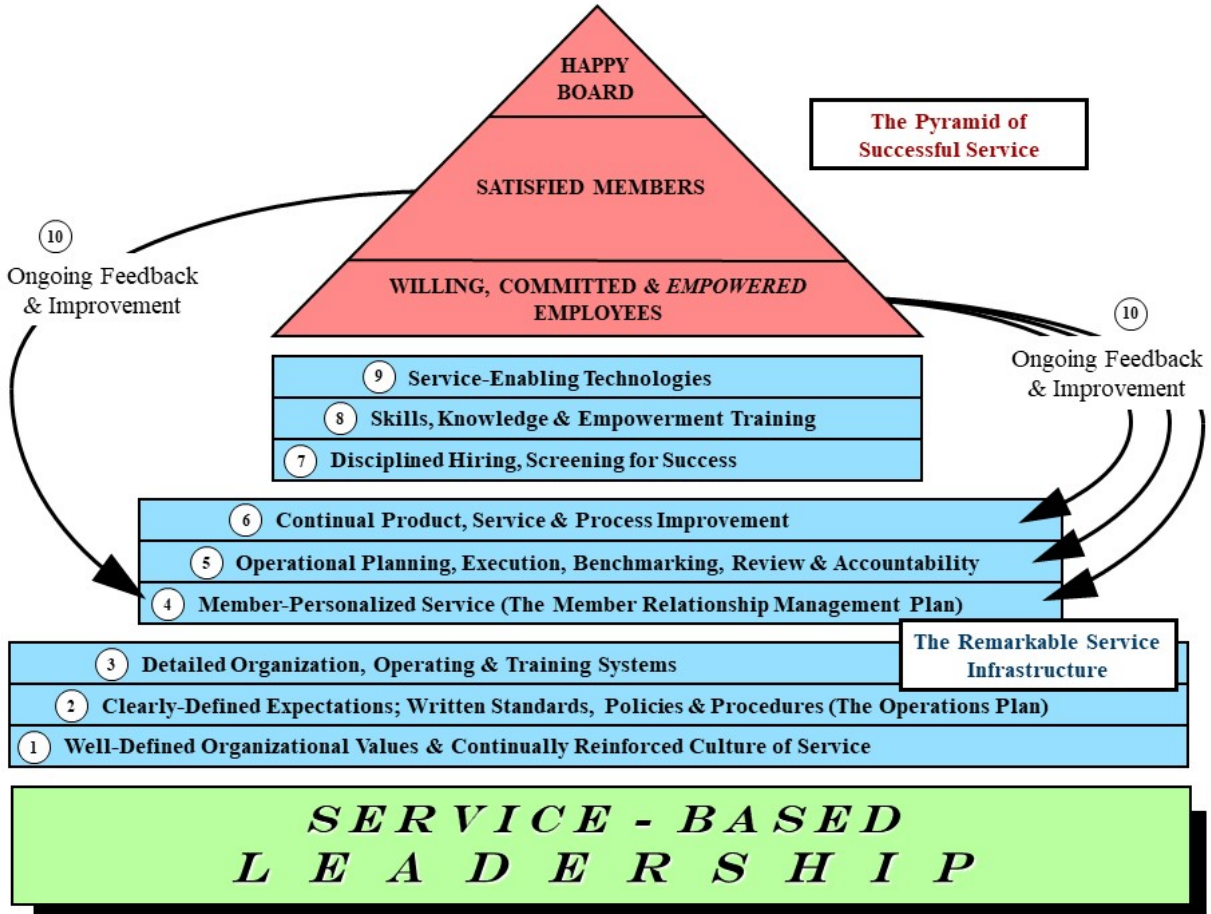 HAPPY
BOARD
The Pyramid of
Successful Service
SATISFIED MEMBERS
10
Ongoing Feedback
& Improvement
WILLING, COMMITTED & EMPOWERED
EMPLOYEES
10
Ongoing Feedback
& Improvement
9 Service-Enabling Technologies
8 Skills, Knowledge & Empowerment Training
7 Disciplined Hiring, Screening for Success
6 Continual Product, Service & Process Improvement
5 Operational Planning, Execution, Benchmarking, Review & Accountability
4 Member-Personalized Service (The Member Relationship Management Plan)
The Remarkable Service
Infrastructure
3 Detailed Organization, Operating & Training Systems
2 Clearly-Defined Expectations; Written Standards, Policies & Procedures (The Operations Plan)
1 Well-Defined Organizational Values & Continually Reinforced Culture of Service
SERVICE - BASED
LEADERSHIP